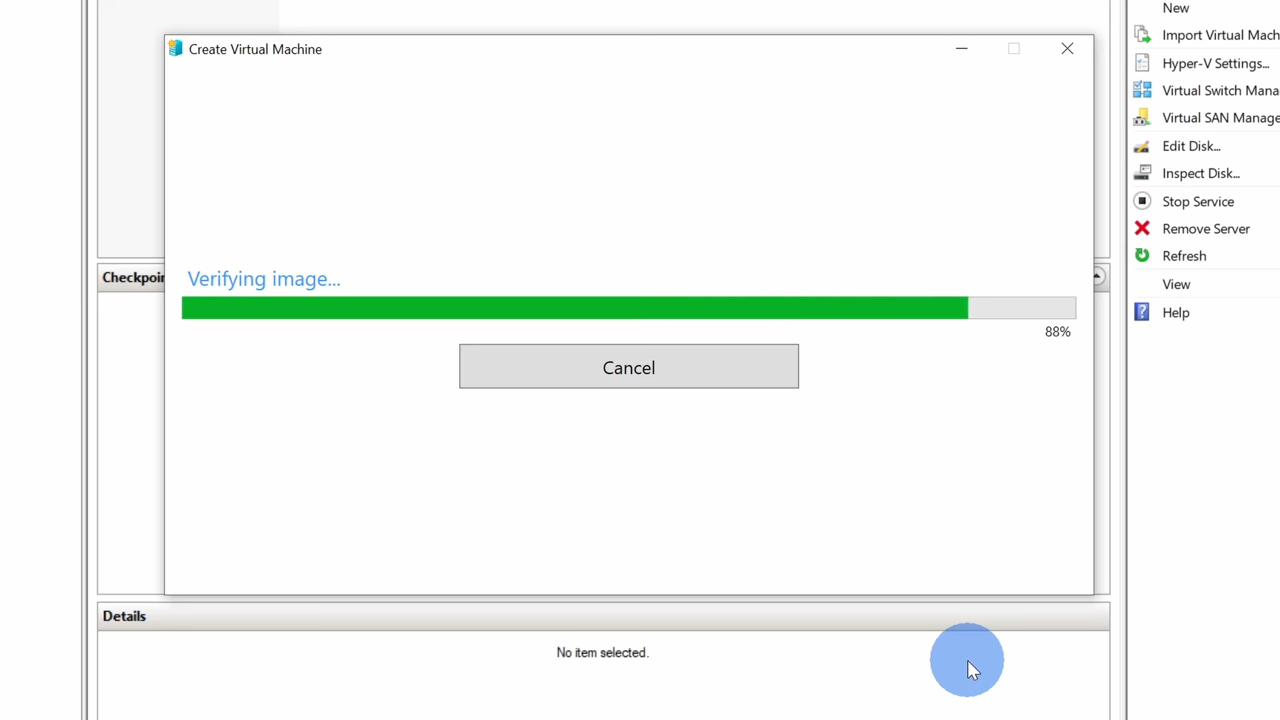 New
Create Virtual Machine
Import Virtual Mach
Hyper-V Settings...
Virtual Switch Mana
Virtual SAN Manage
Edit Disk...
Inspect Disk...
Stop Service
Remove Server
Refresh
View
Help
Checkpoin
Verifying image...
88%
Cancel
Details
No item selected.